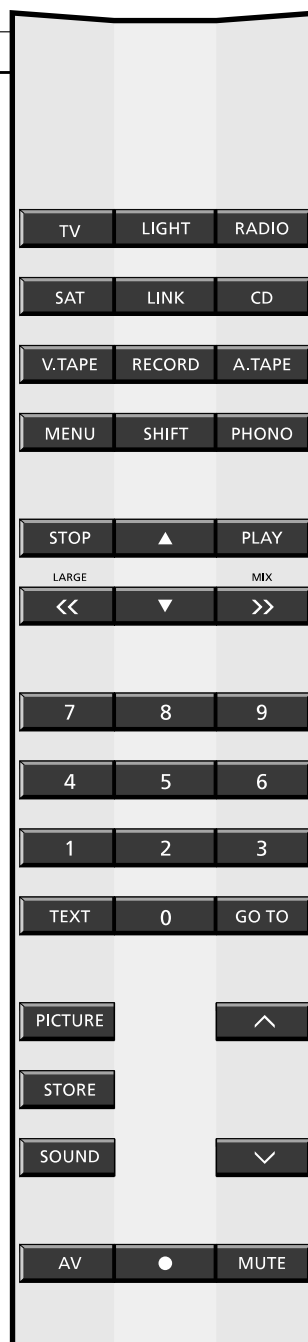 TV LIGHT RADIO
SAT LINK CD
V.TAPE RECORD A.TAPE
MENU SHIFT PHONO
STOP ▲ PLAY
LARGE MIX
<< ▼ >>
7 8 9
4 5 6
1 2 3
TEXT 0 GO TO
PICTURE
STORE
SOUND
AV ● MUTE